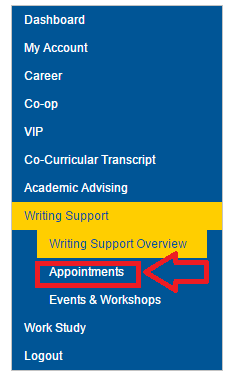 Dashboard
My Account
Career
Co-op
VIP
Co-Curricular Transcript
Academic Advising
Writing Support
Writing Support Overview
Appointments
Events & Workshops
Work Study
Logout